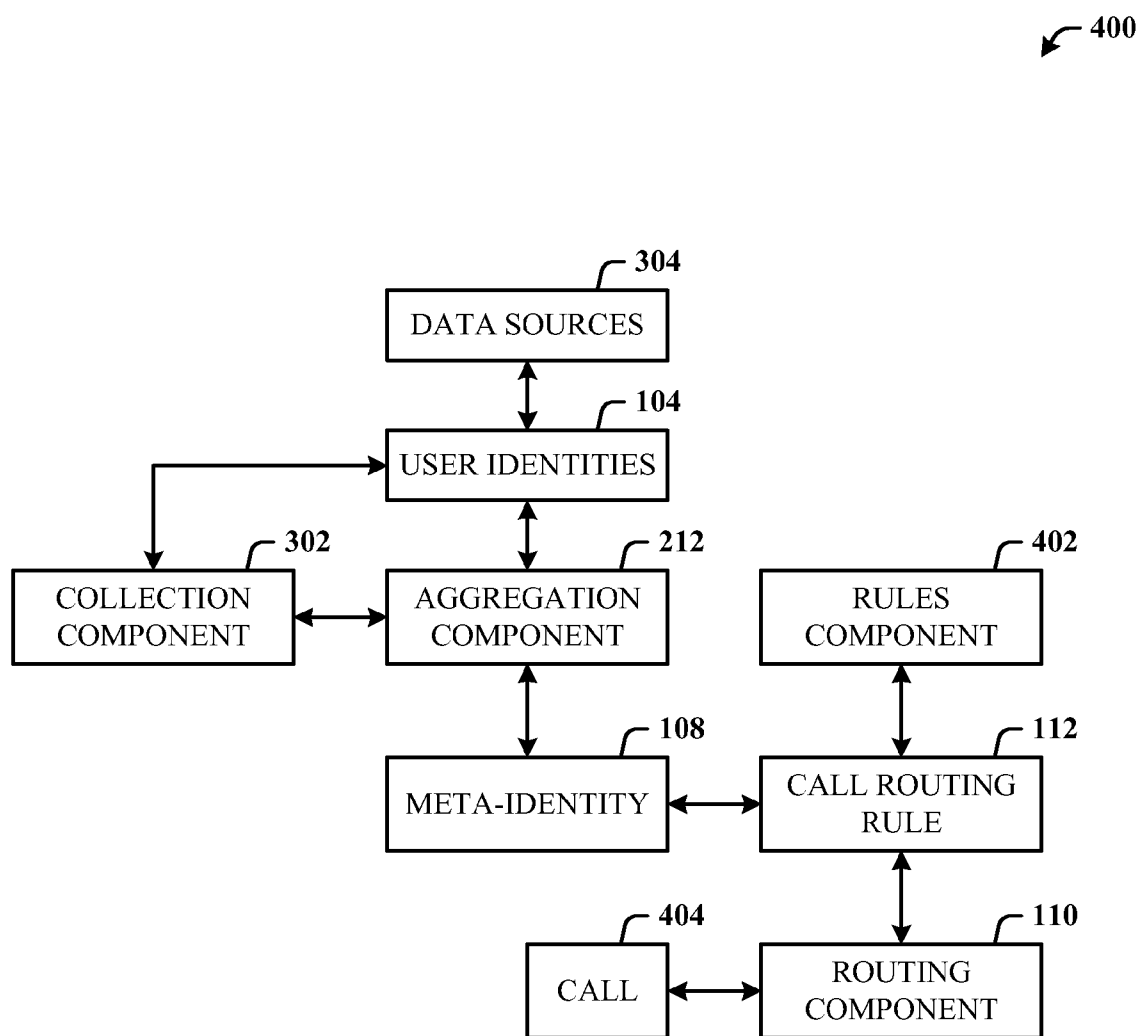 400
304
DATA SOURCES
104
USER IDENTITIES
302
COLLECTION
COMPONENT
212
AGGREGATION
COMPONENT
402
RULES
COMPONENT
108
META-IDENTITY
112
CALL ROUTING
RULE
404
CALL
110
ROUTING
COMPONENT